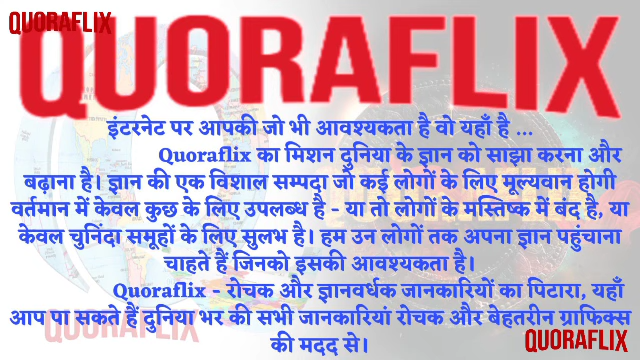 QUORAFLIX
QUORAFLIX
इंटरनेट पर आपकी जो भी आवश्यकता है वो यहाँ है ...
Quoraflix का मिशन दुनिया के ज्ञान को साझा करना और
बढ़ाना है। ज्ञान की एक विशाल सम्पदा जो कई लोगों के लिए मूल्यवान होगी
वर्तमान में केवल कुछ के लिए उपलब्ध है - या तो लोगों के मस्तिष्क में बंद है, या
केवल चुनिंदा समूहों के लिए सुलभ है। हम उन लोगों तक अपना ज्ञान पहुंचाना
चाहते हैं जिनको इसकी आवश्यकता है।
Quoraflix - रोचक और ज्ञानवर्धक जानकारियों का पिटारा, यहाँ
आप पा सकते हैं दुनिया भर की सभी जानकारियां रोचक और बेहतरीन ग्राफिक्स
की मदद से।
QUORAFLIX
QUORAFLIX